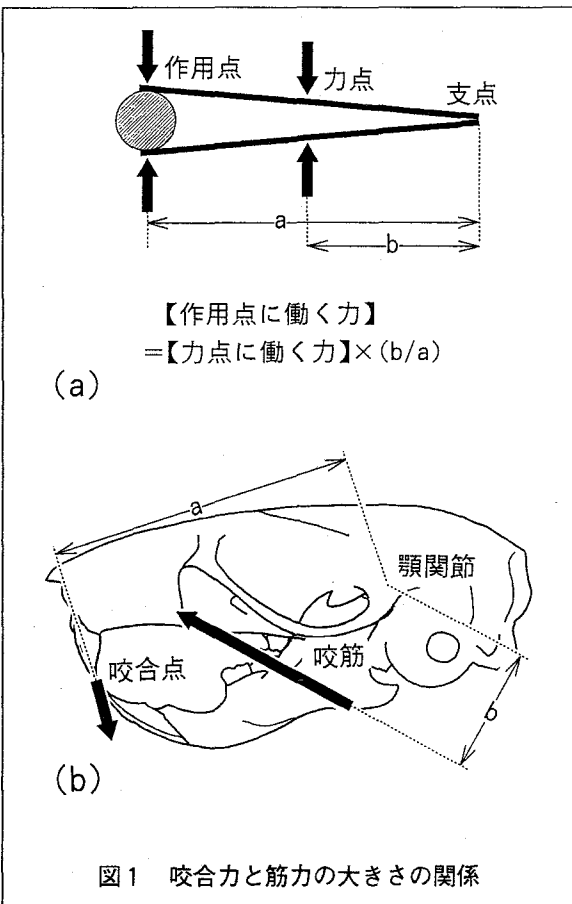 作用点
力点
支点
a
b
【作用点に働く力】
=【力点に働く力】×(b/a)
(a)
a
顎関節
咬筋
咬合点
b
(b)
図1 咬合力と筋力の大きさの関係